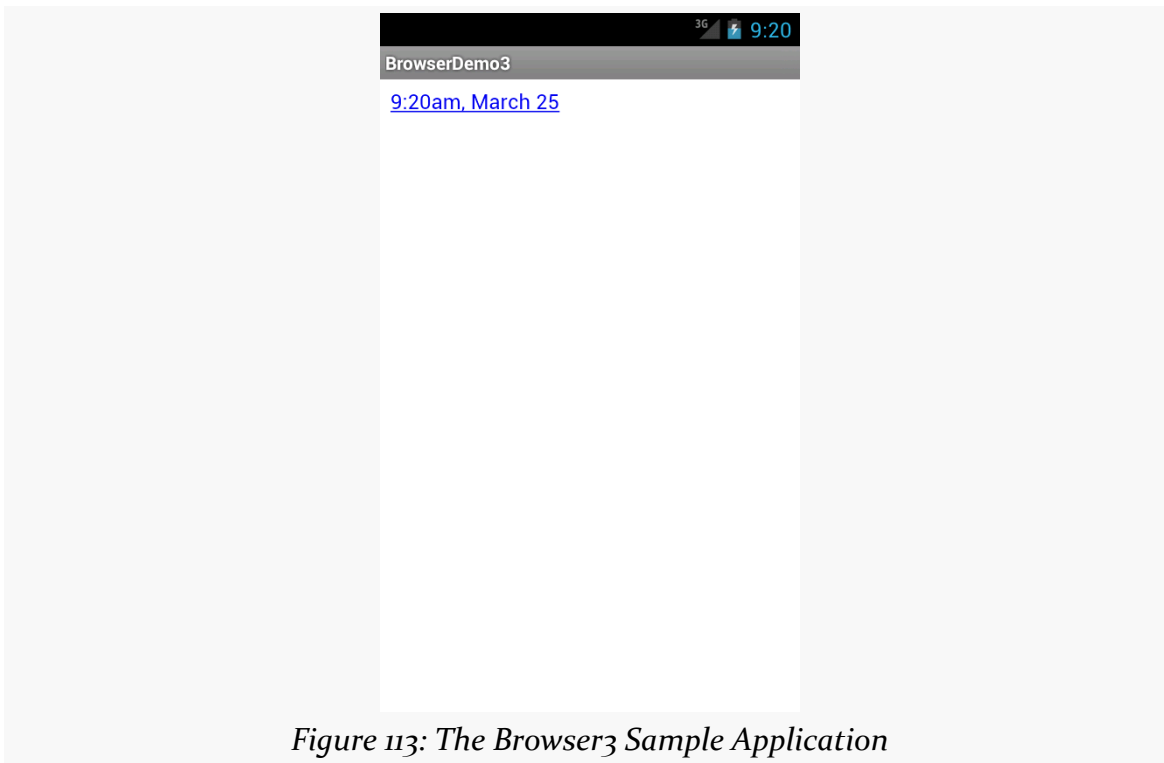 3G 9:20
BrowserDemo3
9:20am, March 25
Figure 113: The Browser3 Sample Application